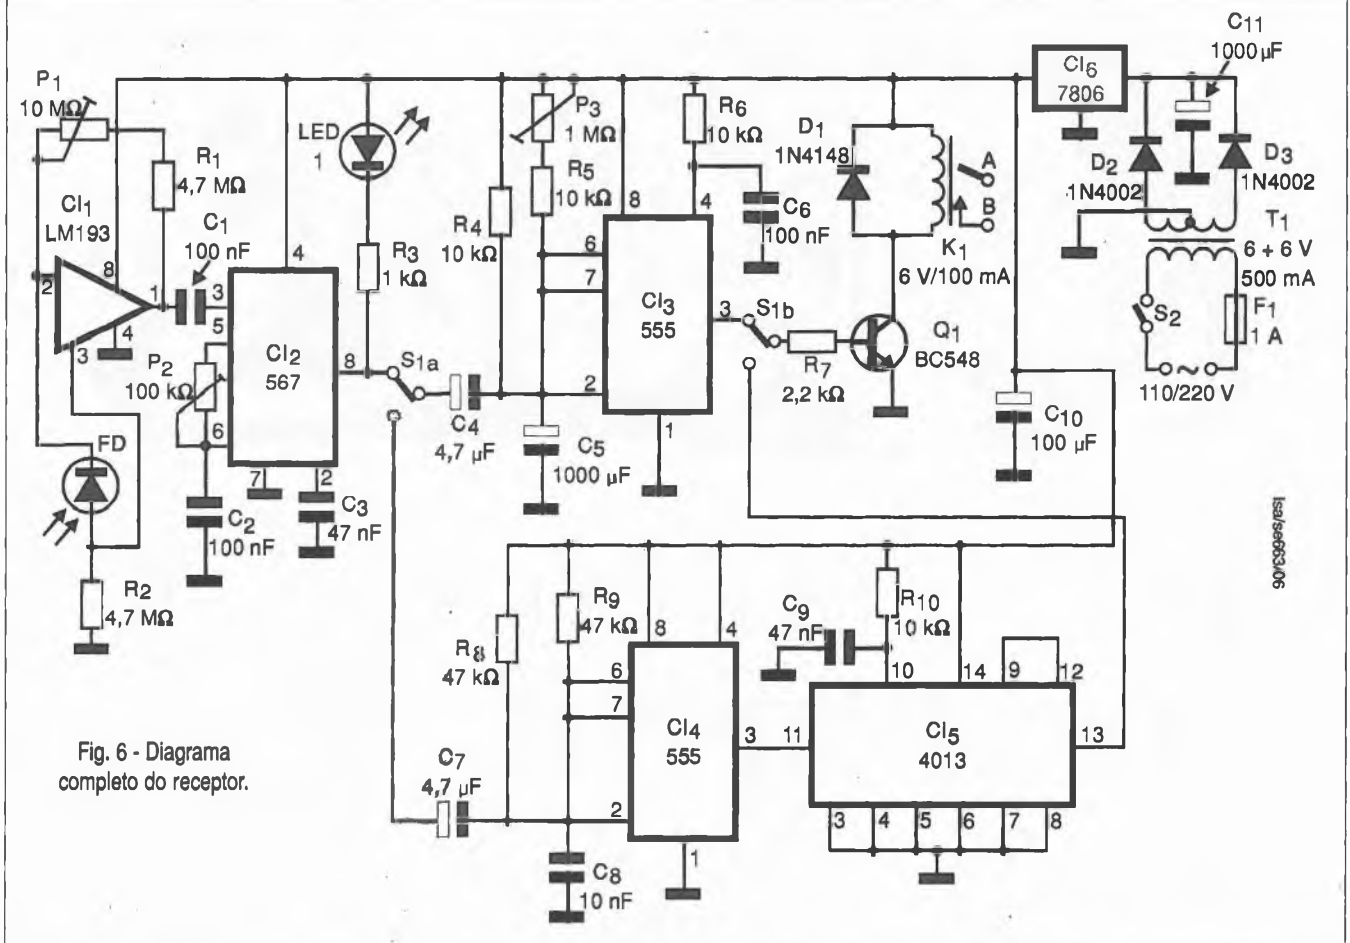 P1
10 MΩ
R1
4,7 MΩ
CI1
LM193
C1
100 nF
2
8
1
4
3
3
5
4
CI2
567
8
6
7
2
P2
100 kΩ
C2
100 nF
C3
47 nF
FD
R2
4,7 MΩ
LED
1
R3
1 kΩ
S1a
C4
4,7 µF
R4
10 kΩ
P3
1 MΩ
R5
10 kΩ
C5
1000 µF
6
7
2
8
4
CI3
555
3
1
R6
10 kΩ
C6
100 nF
S1b
R7
2,2 kΩ
D1
1N4148
K1
6 V/100 mA
A
B
Q1
BC548
CI6
7806
C11
1000 µF
D2
1N4002
D3
1N4002
T1
6 + 6 V
500 mA
S2
F1
1 A
110/220 V
C10
100 µF
isa/se663/06
C7
4,7 µF
R8
47 kΩ
R9
47 kΩ
6
7
2
8
4
CI4
555
3
1
C8
10 nF
C9
47 nF
R10
10 kΩ
11
10
14
9
12
CI5
4013
13
3
4
5
6
7
8
Fig. 6 - Diagrama
completo do receptor.